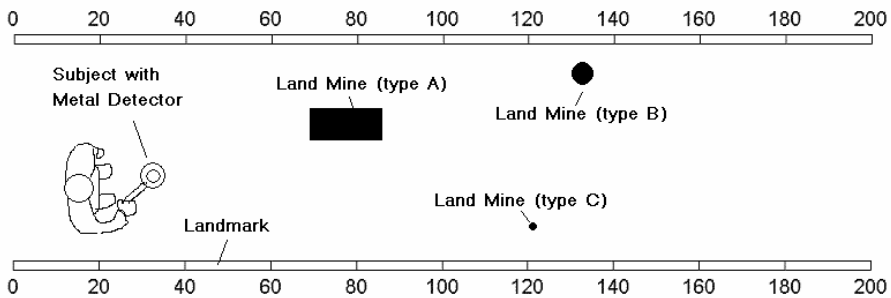 0 20 40 60 80 100 120 140 160 180 200
Subject with
Metal Detector
Land Mine (type A)
Land Mine (type B)
Land Mine (type C)
Landmark
0 20 40 60 80 100 120 140 160 180 200